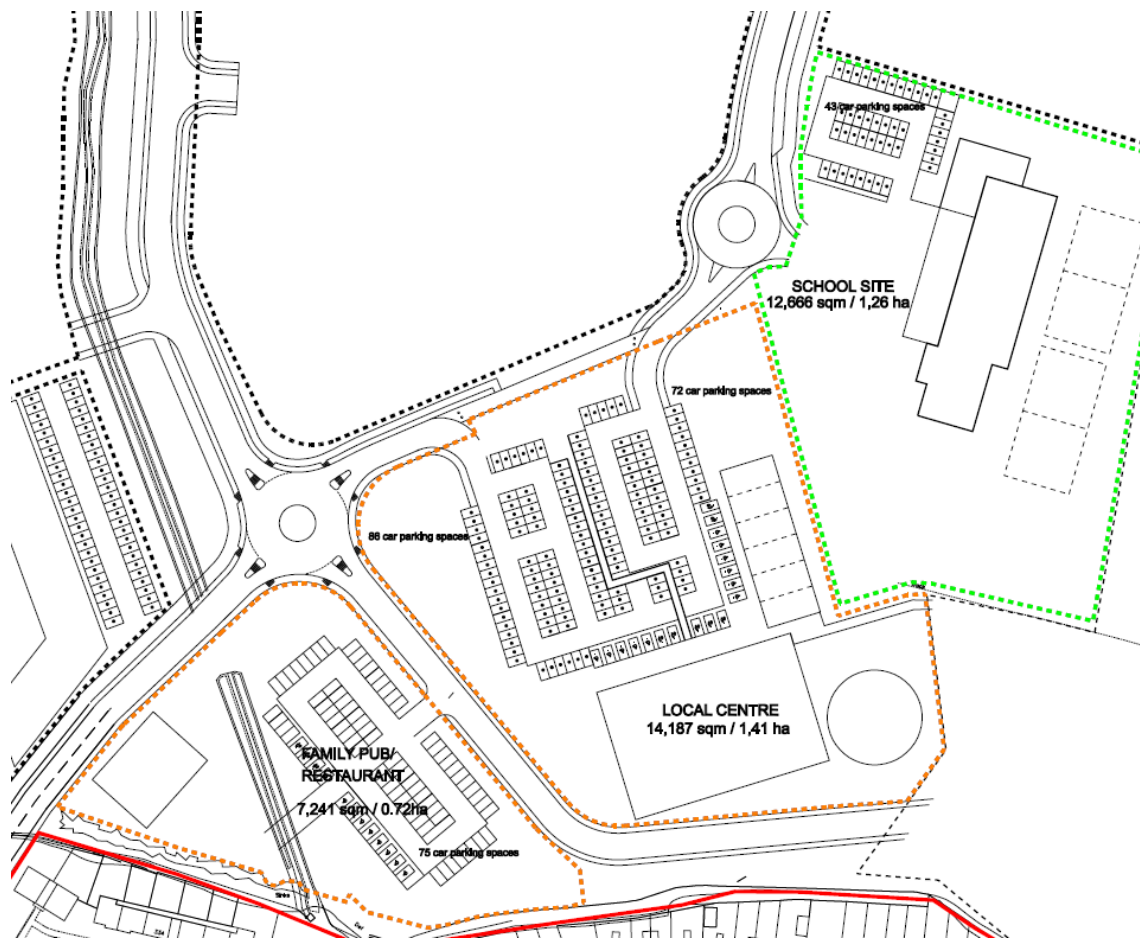 43 car parking spaces
SCHOOL SITE
12,666 sqm / 1,26 ha
72 car parking spaces
86 car parking spaces
LOCAL CENTRE
14,187 sqm / 1,41 ha
FAMILY PUB/
RESTAURANT
7,241 sqm / 0.72ha
75 car parking spaces